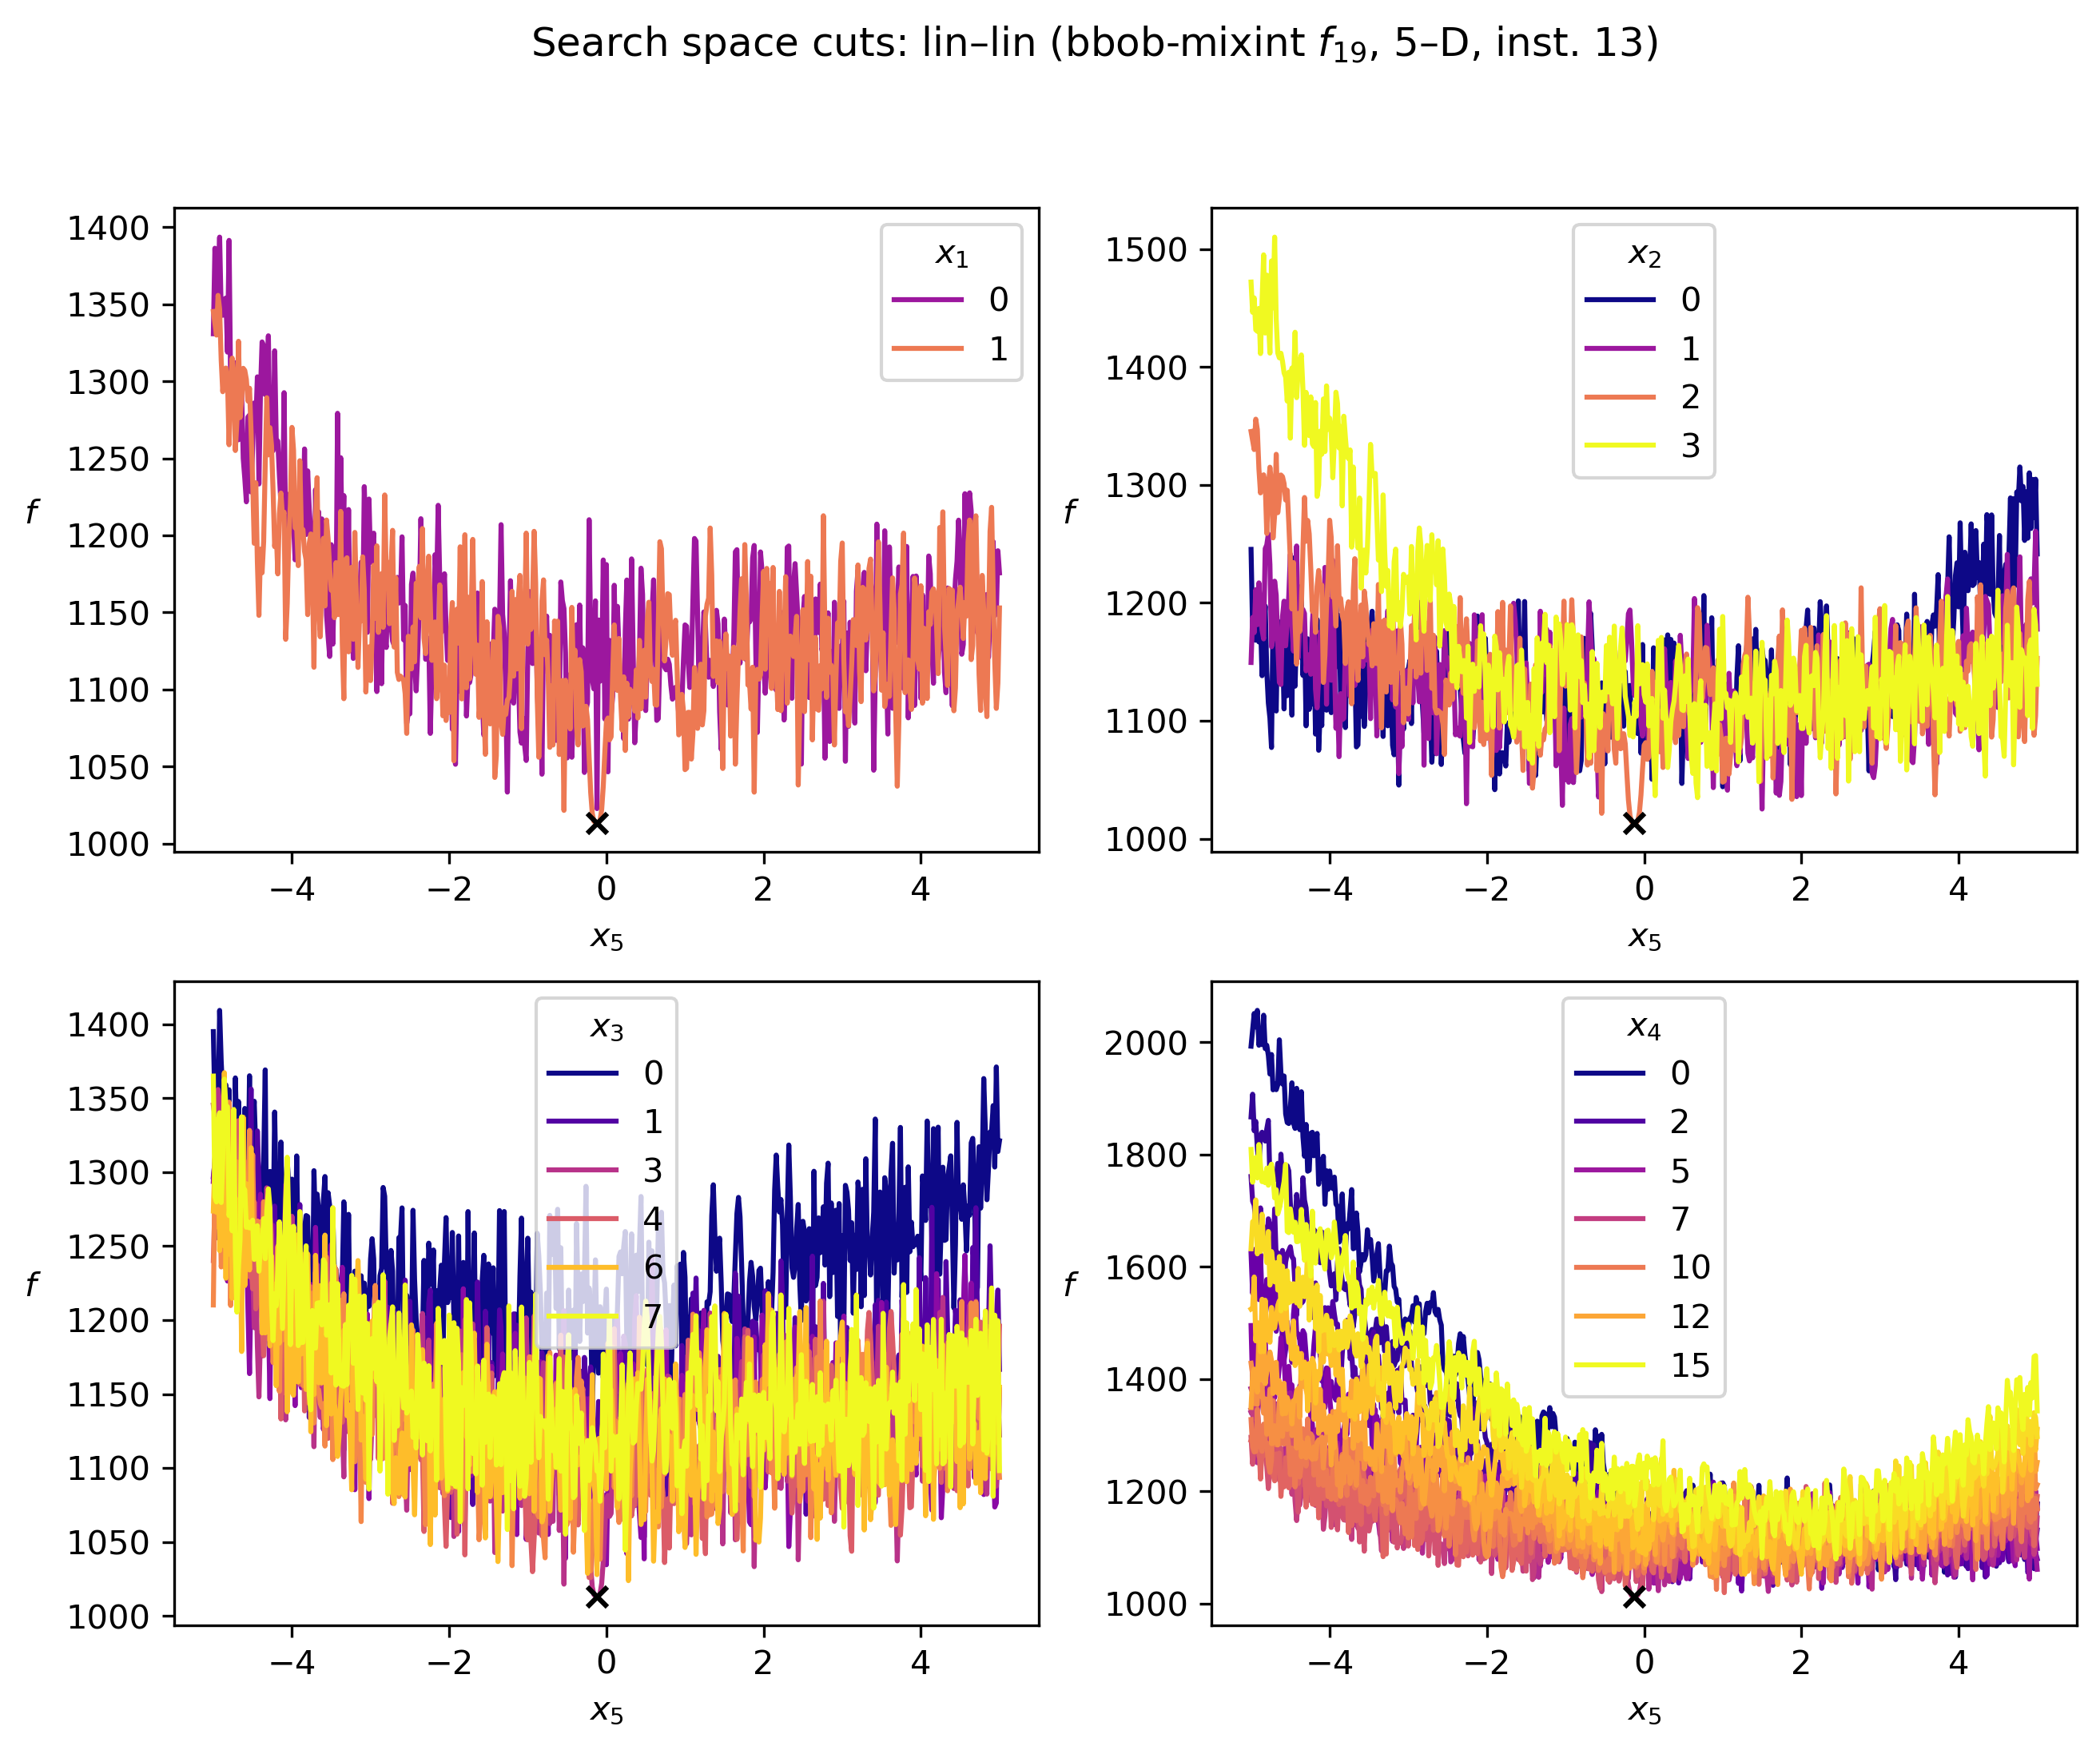 Search space cuts: lin–lin (bbob-mixint f₁₉, 5–D, inst. 13)
1400
1350
1300
1250
1200
1150
1100
1050
1000
f
−4 −2 0 2 4
x₅
x₁
0
1
1500
1400
1300
1200
1100
1000
f
−4 −2 0 2 4
x₅
x₂
0
1
2
3
1400
1350
1300
1250
1200
1150
1100
1050
1000
f
−4 −2 0 2 4
x₅
x₃
0
1
3
4
6
7
2000
1800
1600
1400
1200
1000
f
−4 −2 0 2 4
x₅
x₄
0
2
5
7
10
12
15